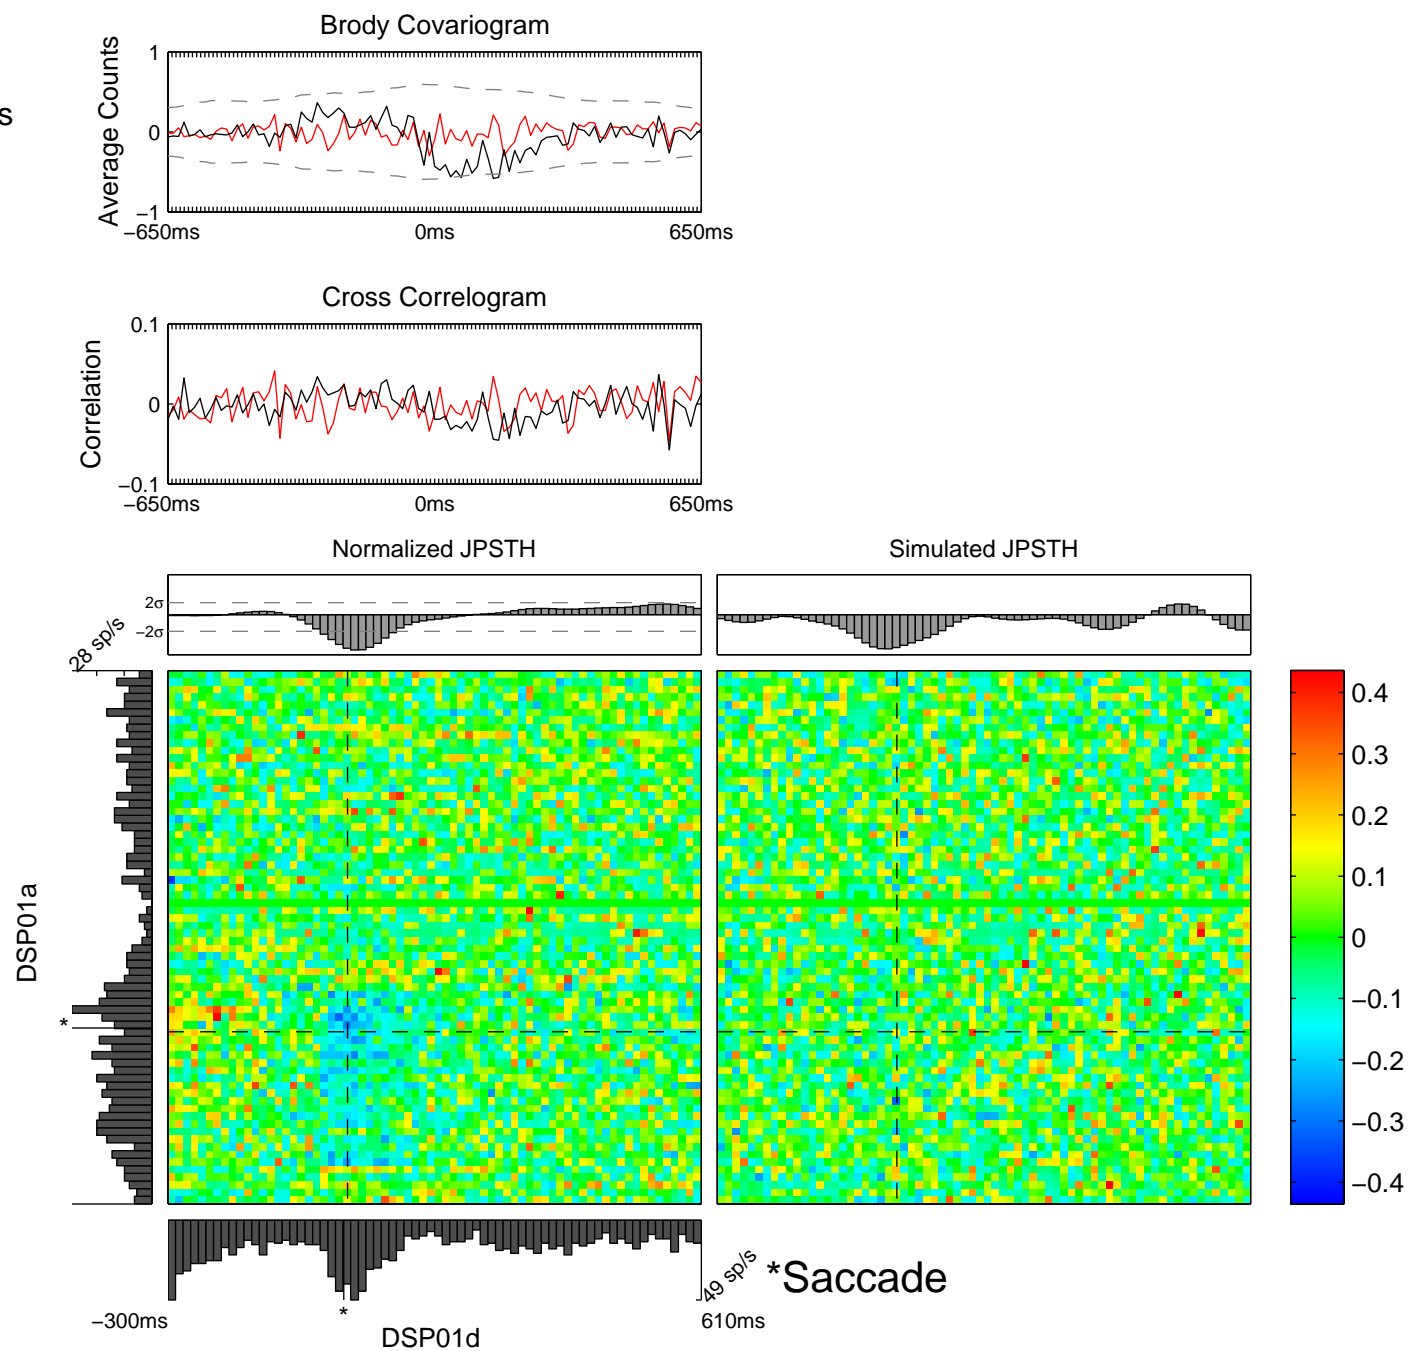 Brody Covariogram
s
Average Counts
1
0
−1
−650ms
0ms
650ms
Cross Correlogram
Correlation
0.1
0
−0.1
−650ms
0ms
650ms
Normalized JPSTH
Simulated JPSTH
2σ
−2σ
28 sp/s
DSP01a
*
0.4
0.3
0.2
0.1
0
−0.1
−0.2
−0.3
−0.4
49 sp/s
*Saccade
*
−300ms
610ms
DSP01d